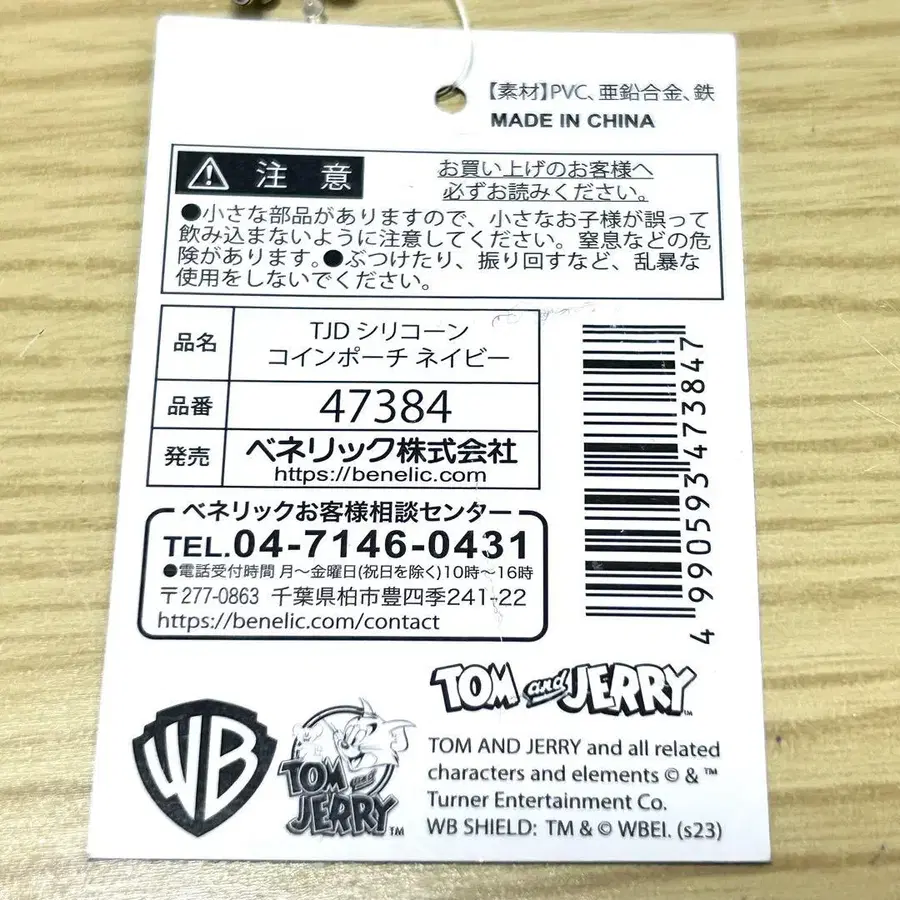 【素材】PVC、亜鉛合金、鉄
MADE IN CHINA
注意
お買い上げのお客様へ
必ずお読みください。
●小さな部品がありますので、小さなお子様が誤って
飲み込まないように注意してください。窒息などの危
険があります。●ぶつけたり、振り回すなど、乱暴な
使用をしないでください。
品名
TJD シリコーン
コインポーチ ネイビー
品番
47384
発売
ベネリック株式会社
https://benelic.com
4990593473847
ベネリックお客様相談センター
TEL.04-7146-0431
●電話受付時間 月～金曜日(祝日を除く)10時～16時
〒277-0863 千葉県柏市豊四季241-22
https://benelic.com/contact
WB
TOM and JERRY™
TOM and JERRY™
TOM AND JERRY and all related
characters and elements © & ™
Turner Entertainment Co.
WB SHIELD: TM & © WBEI. (s23)